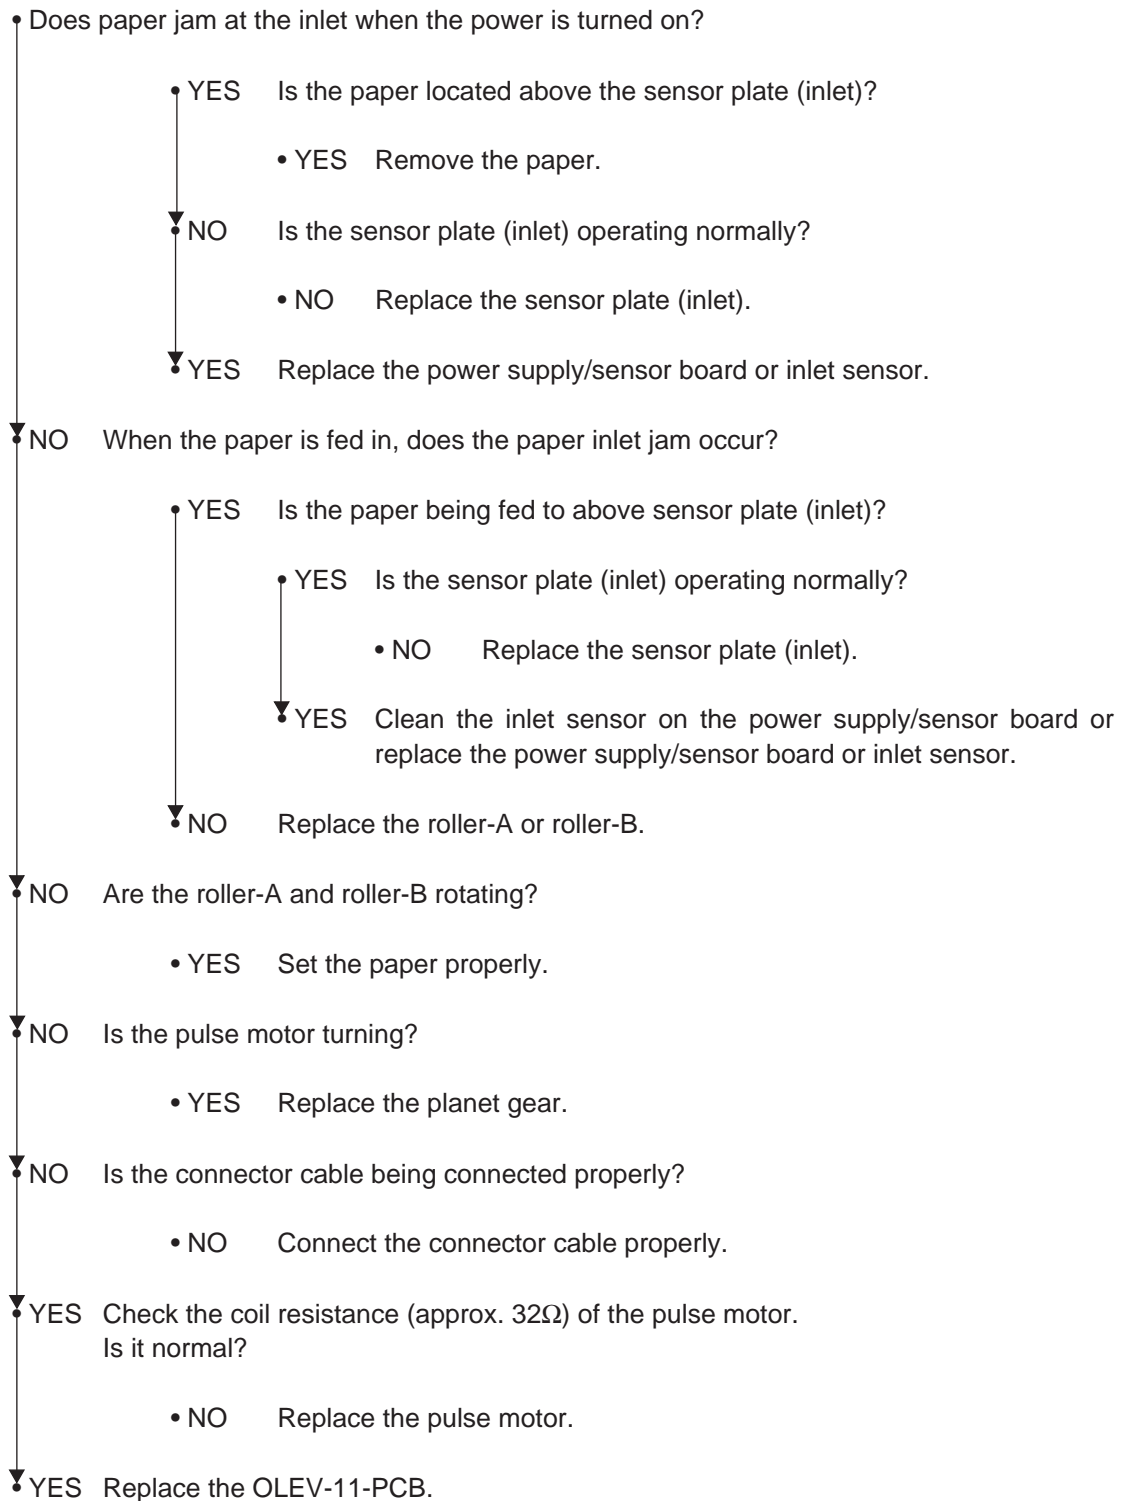 • Does paper jam at the inlet when the power is turned on?
• YES Is the paper located above the sensor plate (inlet)?
• YES Remove the paper.
• NO Is the sensor plate (inlet) operating normally?
• NO Replace the sensor plate (inlet).
• YES Replace the power supply/sensor board or inlet sensor.
• NO When the paper is fed in, does the paper inlet jam occur?
• YES Is the paper being fed to above sensor plate (inlet)?
• YES Is the sensor plate (inlet) operating normally?
• NO Replace the sensor plate (inlet).
• YES Clean the inlet sensor on the power supply/sensor board or
replace the power supply/sensor board or inlet sensor.
• NO Replace the roller-A or roller-B.
• NO Are the roller-A and roller-B rotating?
• YES Set the paper properly.
• NO Is the pulse motor turning?
• YES Replace the planet gear.
• NO Is the connector cable being connected properly?
• NO Connect the connector cable properly.
• YES Check the coil resistance (approx. 32Ω) of the pulse motor.
Is it normal?
• NO Replace the pulse motor.
• YES Replace the OLEV-11-PCB.